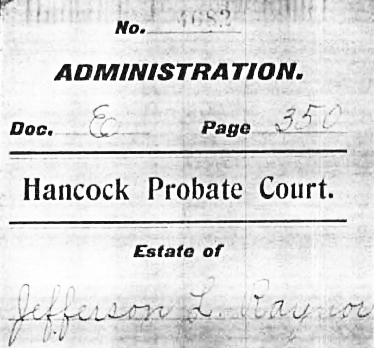 No. 4682
ADMINISTRATION.
Doc. E Page 350
Hancock Probate Court.
Estate of
Jefferson L. Raynor